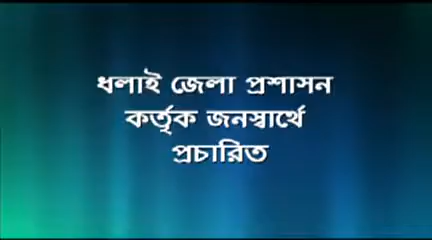 ধলাই জেলা প্রশাসন
কর্তৃক জনস্বার্থে
প্রচারিত